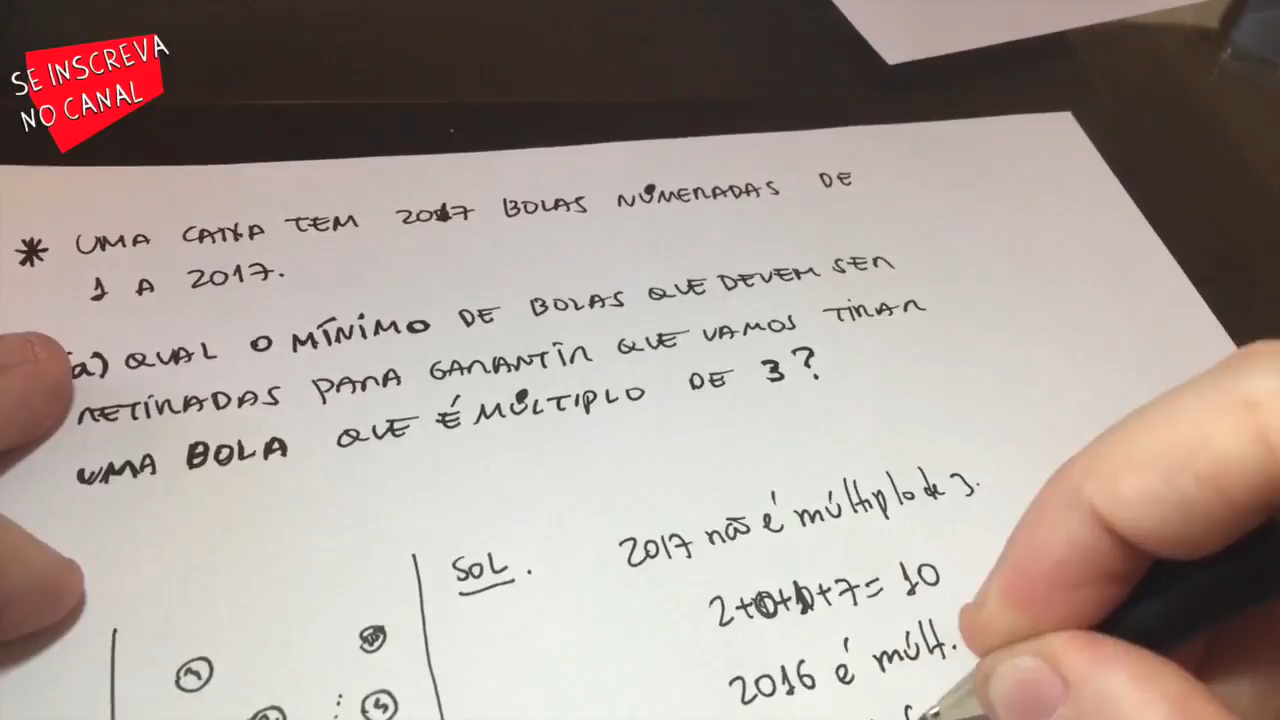 SE INSCREVA
NO CANAL
* UMA CAIXA TEM 2017 BOLAS NÚMERADAS DE
1 A 2017.
a) QUAL O MÍNIMO DE BOLAS QUE DEVEM SER
RETIRADAS PARA GARANTIR QUE VAMOS TIRAR
UMA BOLA QUE É MÚLTIPLO DE 3?
SOL.
2017 não é múltiplo de 3.
2+0+1+7=10
2016 é múlt.